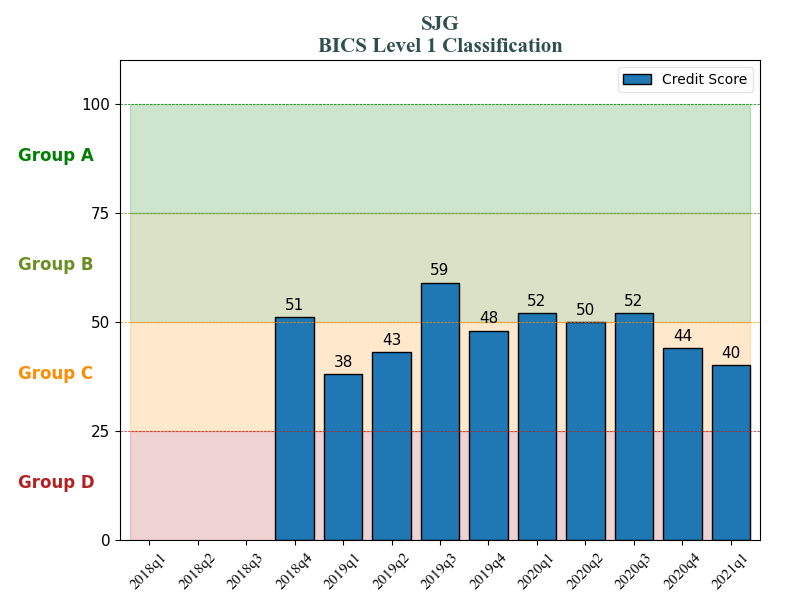 SJG
BICS Level 1 Classification
Credit Score
100
Group A
75
Group B
59
51
52
50
52
50
48
43
44
40
38
Group C
25
Group D
0
2018q1 2018q2 2018q3 2018q4 2019q1 2019q2 2019q3 2019q4 2020q1 2020q2 2020q3 2020q4 2021q1